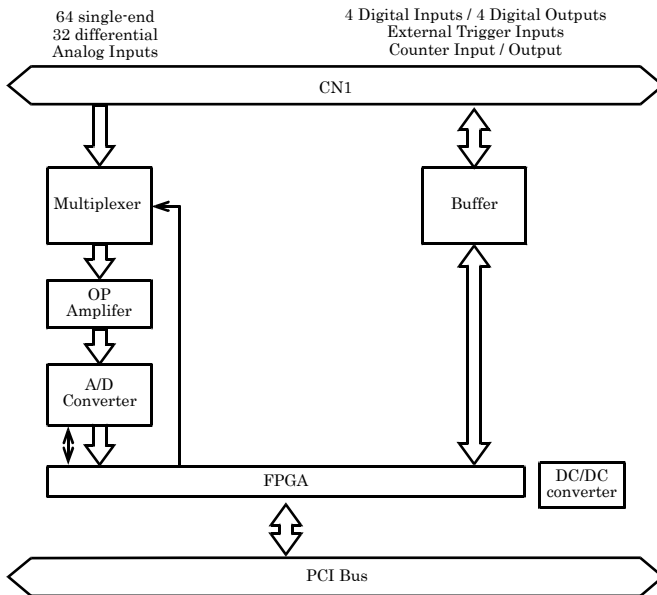 64 single-end
32 differential
Analog Inputs
4 Digital Inputs / 4 Digital Outputs
External Trigger Inputs
Counter Input / Output
CN1
Multiplexer
Buffer
OP
Amplifer
A/D
Converter
FPGA
DC/DC
converter
PCI Bus